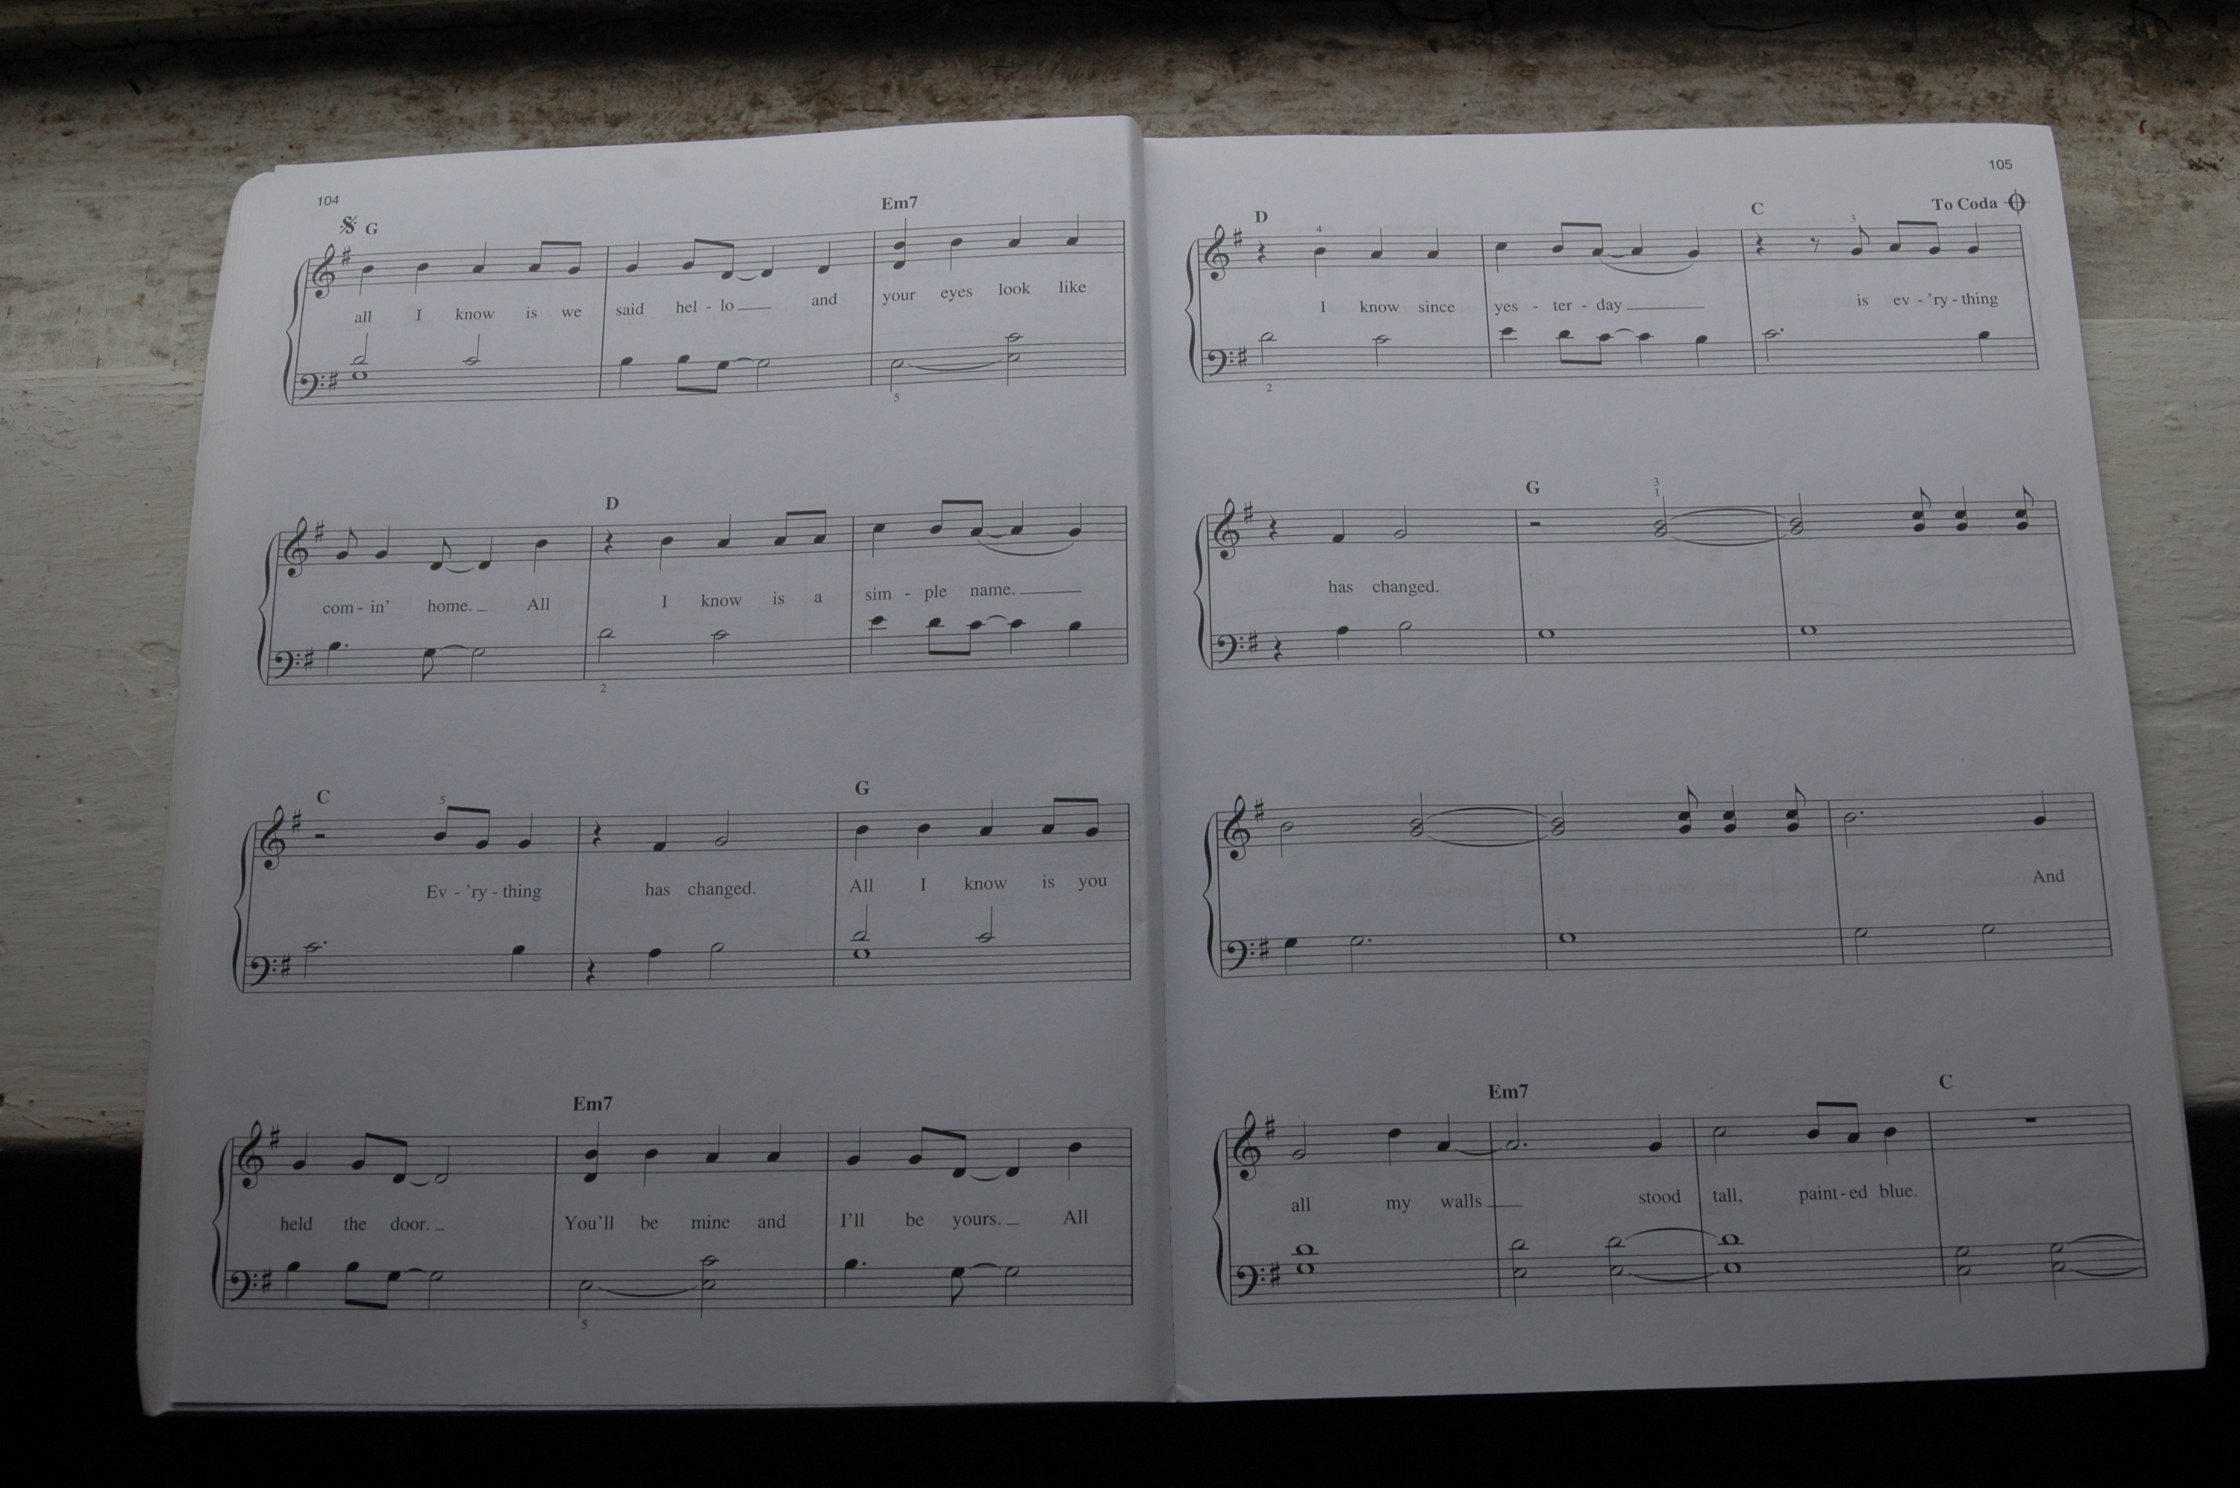 104
G Em7
all I know is we said hel - lo and your eyes look like
5
D
com - in' home. All I know is a sim - ple name.
2
C 5 G
Ev - 'ry - thing has changed. All I know is you
Em7
held the door. You'll be mine and I'll be yours. All
5
105
D C To Coda
4 3
I know since yes - ter - day is ev - 'ry - thing
2
G 3
1
has changed.
And
Em7 C
all my walls stood tall, paint - ed blue.